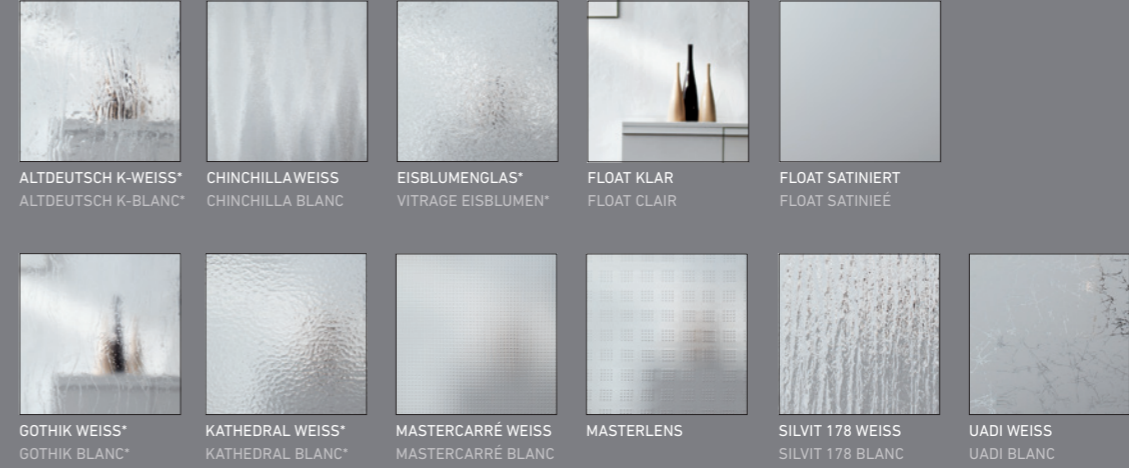 ALTDEUTSCH K-WEISS*
ALTDEUTSCH K-BLANC*
CHINCHILLA WEISS
CHINCHILLA BLANC
EISBLUMENGLAS*
VITRAGE EISBLUMEN*
FLOAT KLAR
FLOAT CLAIR
FLOAT SATINIERT
FLOAT SATINIEÉ
GOTHIK WEISS*
GOTHIK BLANC*
KATHEDRAL WEISS*
KATHEDRAL BLANC*
MASTERCARRÉ WEISS
MASTERCARRÉ BLANC
MASTERLENS
SILVIT 178 WEISS
SILVIT 178 BLANC
UADI WEISS
UADI BLANC